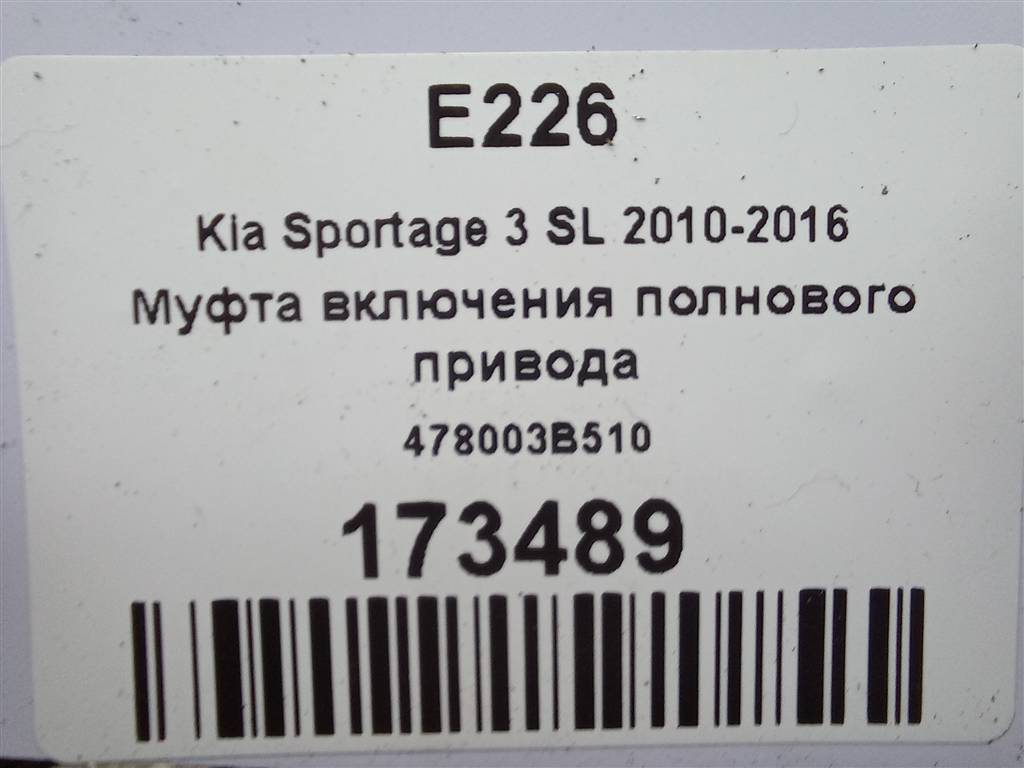 E226
Kia Sportage 3 SL 2010-2016
Муфта включения полнового
привода
478003B510
173489